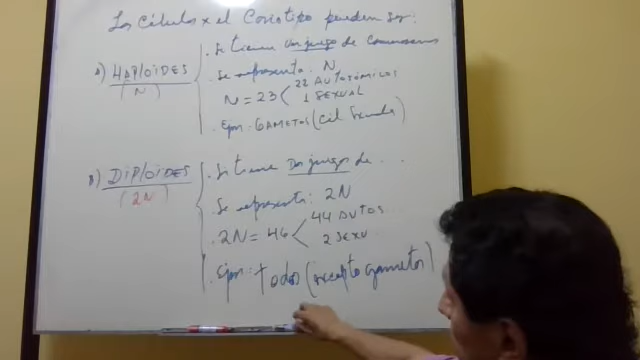 Las células x el Cariotipo pueden ser:
A) HAPLOIDES
(N)
. Si tiene un juego de cromosomas
. Se representa: N
N = 23 < 22 AUTOSÓMICOS
1 SEXUAL
. Ejm: GAMETOS (cél Sexuales)
B) DIPLOIDES
(2N)
. Si tiene Dos juegos de ...
. Se representa: 2N
. 2N = 46 < 44 AUTOS
2 SEXU
. Ejm: todos (excepto gametos)